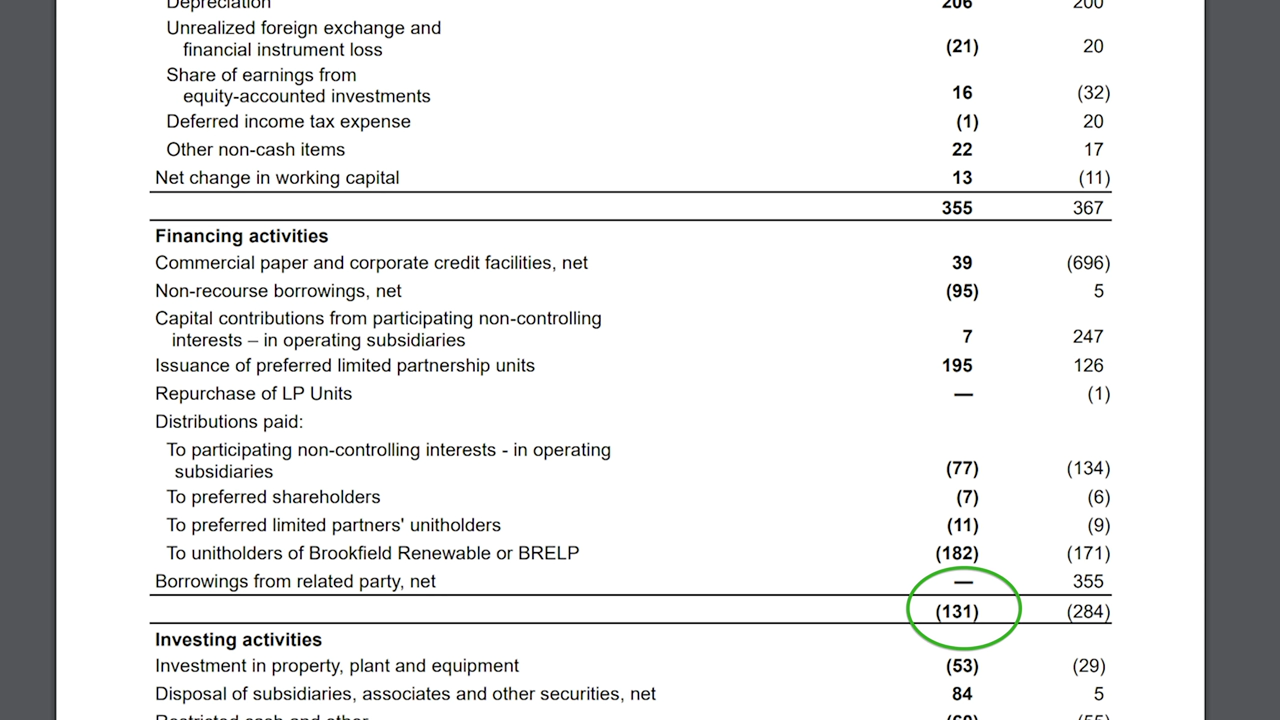 Depreciation 206 200
Unrealized foreign exchange and
financial instrument loss (21) 20
Share of earnings from
equity-accounted investments 16 (32)
Deferred income tax expense (1) 20
Other non-cash items 22 17
Net change in working capital 13 (11)
355 367
Financing activities
Commercial paper and corporate credit facilities, net 39 (696)
Non-recourse borrowings, net (95) 5
Capital contributions from participating non-controlling
interests – in operating subsidiaries 7 247
Issuance of preferred limited partnership units 195 126
Repurchase of LP Units — (1)
Distributions paid:
To participating non-controlling interests - in operating
subsidiaries (77) (134)
To preferred shareholders (7) (6)
To preferred limited partners' unitholders (11) (9)
To unitholders of Brookfield Renewable or BRELP (182) (171)
Borrowings from related party, net — 355
(131) (284)
Investing activities
Investment in property, plant and equipment (53) (29)
Disposal of subsidiaries, associates and other securities, net 84 5
Restricted cash and other